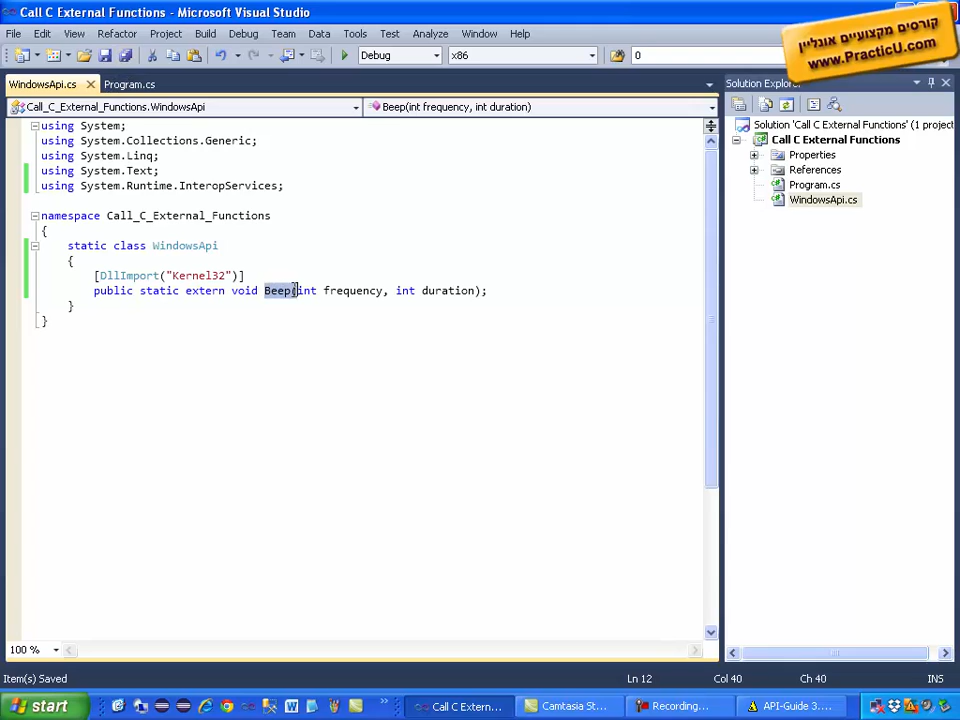 Call C External Functions - Microsoft Visual Studio
קורסים מקצועיים אונליין
www.PracticU.com
File Edit View Refactor Project Build Debug Team Data Tools Test Analyze Window Help
Debug x86 0
WindowsApi.cs Program.cs
Solution Explor
Call_C_External_Functions.WindowsApi Beep(int frequency, int duration)
using System;
using System.Collections.Generic;
using System.Linq;
using System.Text;
using System.Runtime.InteropServices;
namespace Call_C_External_Functions
{
static class WindowsApi
{
[DllImport("Kernel32")]
public static extern void Beep(int frequency, int duration);
}
}
Solution 'Call C External Functions' (1 project
Call C External Functions
Properties
References
Program.cs
WindowsApi.cs
100 %
Item(s) Saved Ln 12 Col 40 Ch 40 INS
start Call C Extern... Camtasia St... Recording... API-Guide 3....